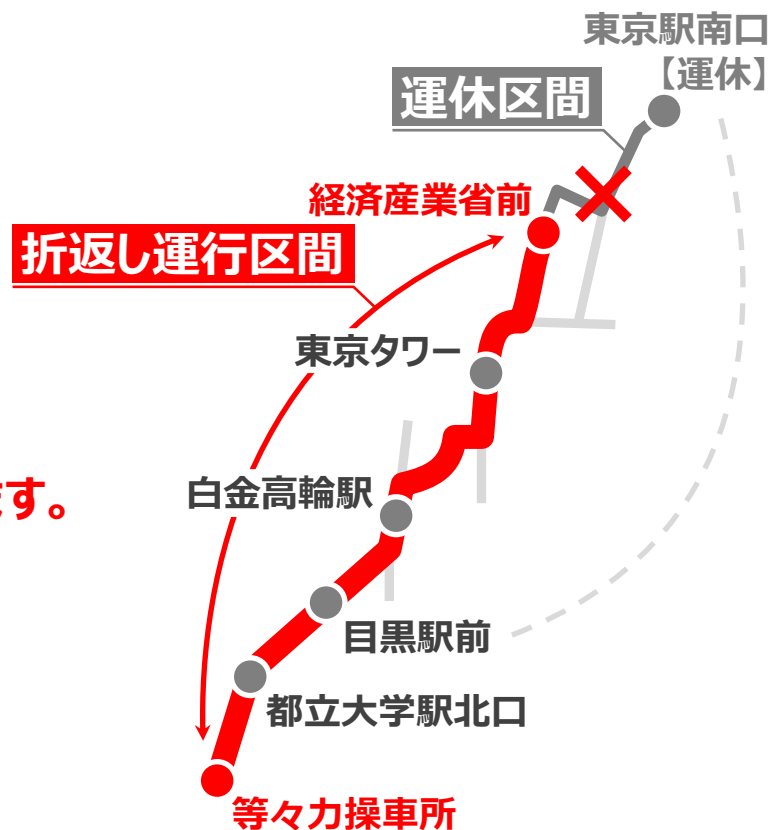 東京駅南口
【運休】
運休区間
経済産業省前
折返し運行区間
東京タワー
白金高輪駅
す。
目黒駅前
都立大学駅北口
等々力操車所